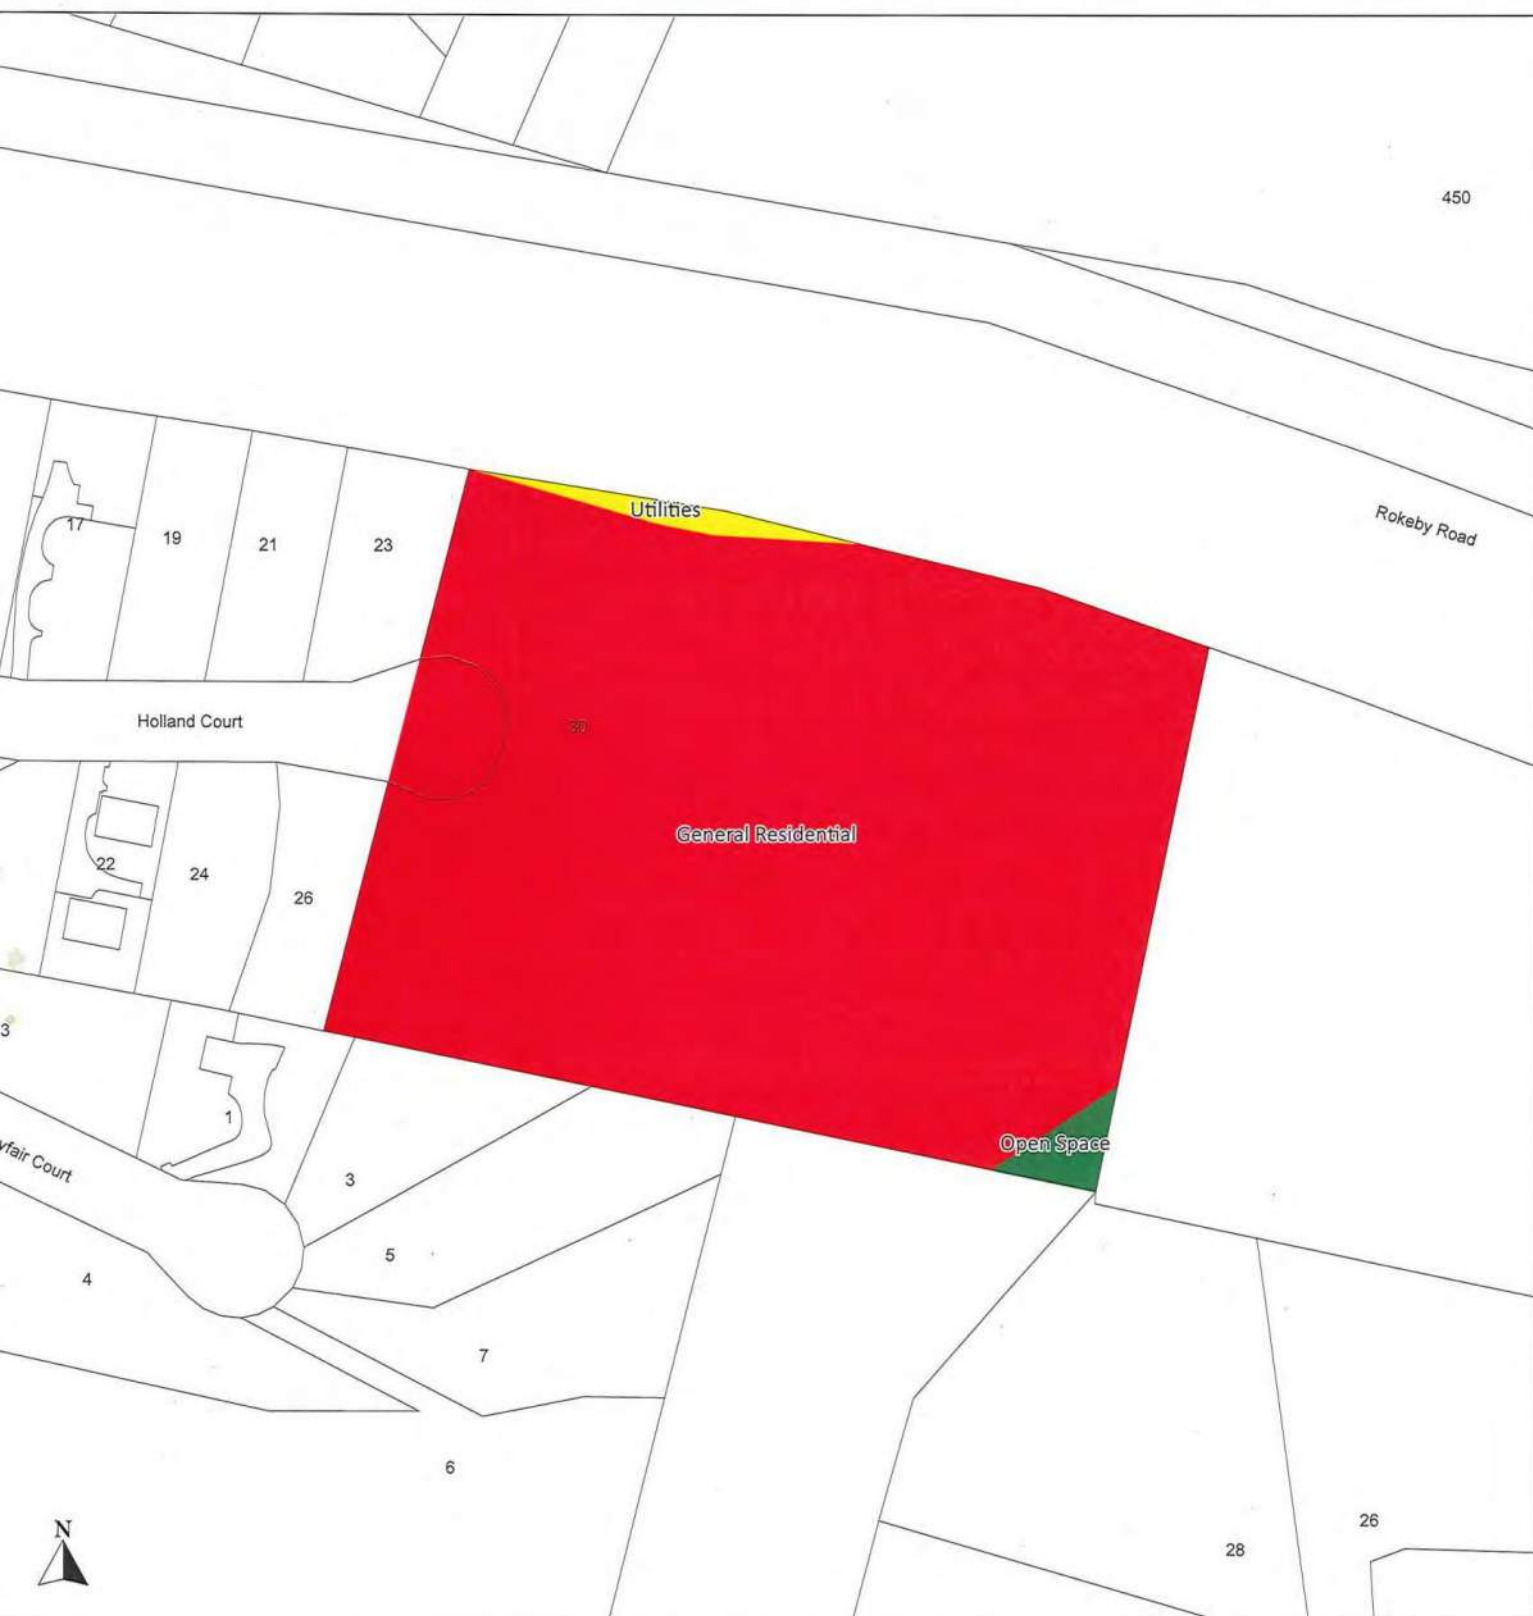 450
Rokeby Road
Utilities
17
19
21
23
Holland Court
30
General Residential
22
24
26
3
1
Open Space
yfair Court
3
5
4
7
6
N
28
26